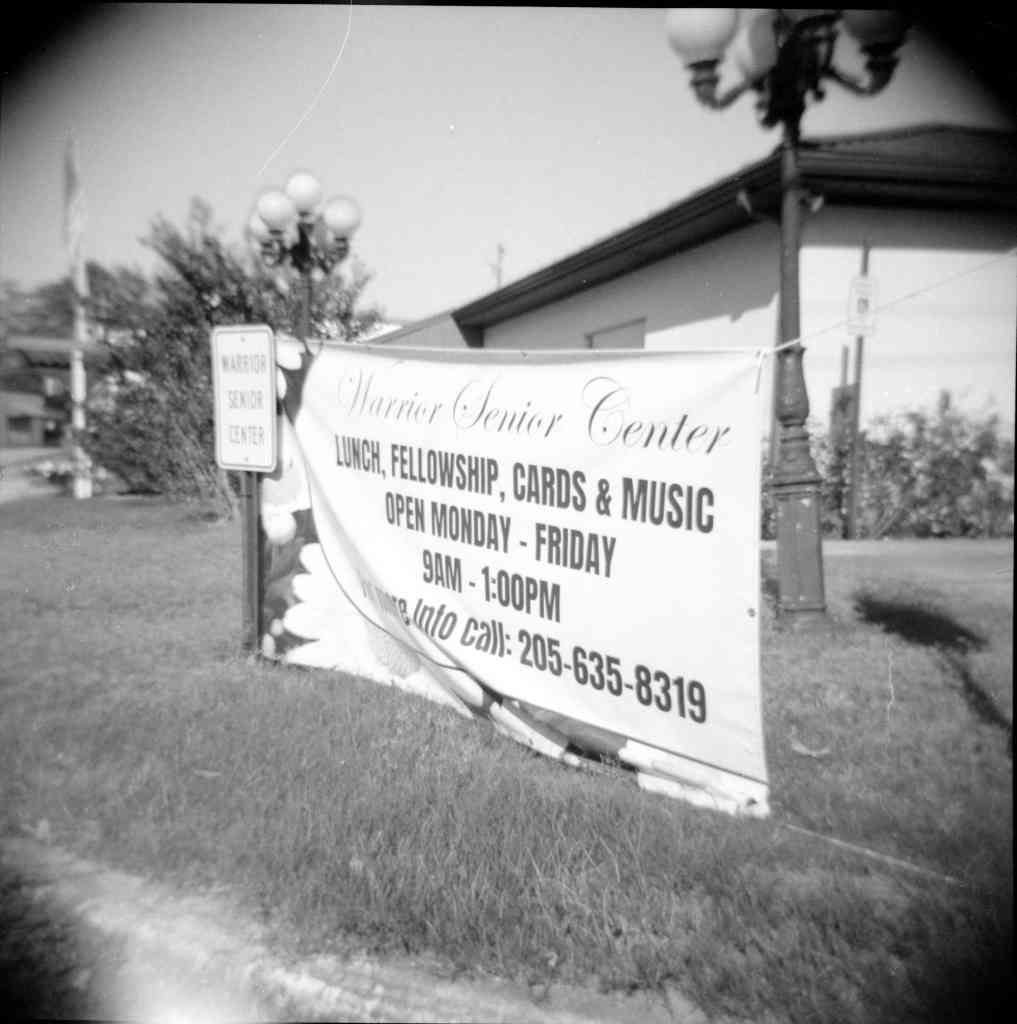 WARRIOR
SENIOR
CENTER
Warrior Senior Center
LUNCH, FELLOWSHIP, CARDS & MUSIC
OPEN MONDAY - FRIDAY
9AM - 1:00PM
Info call: 205-635-8319